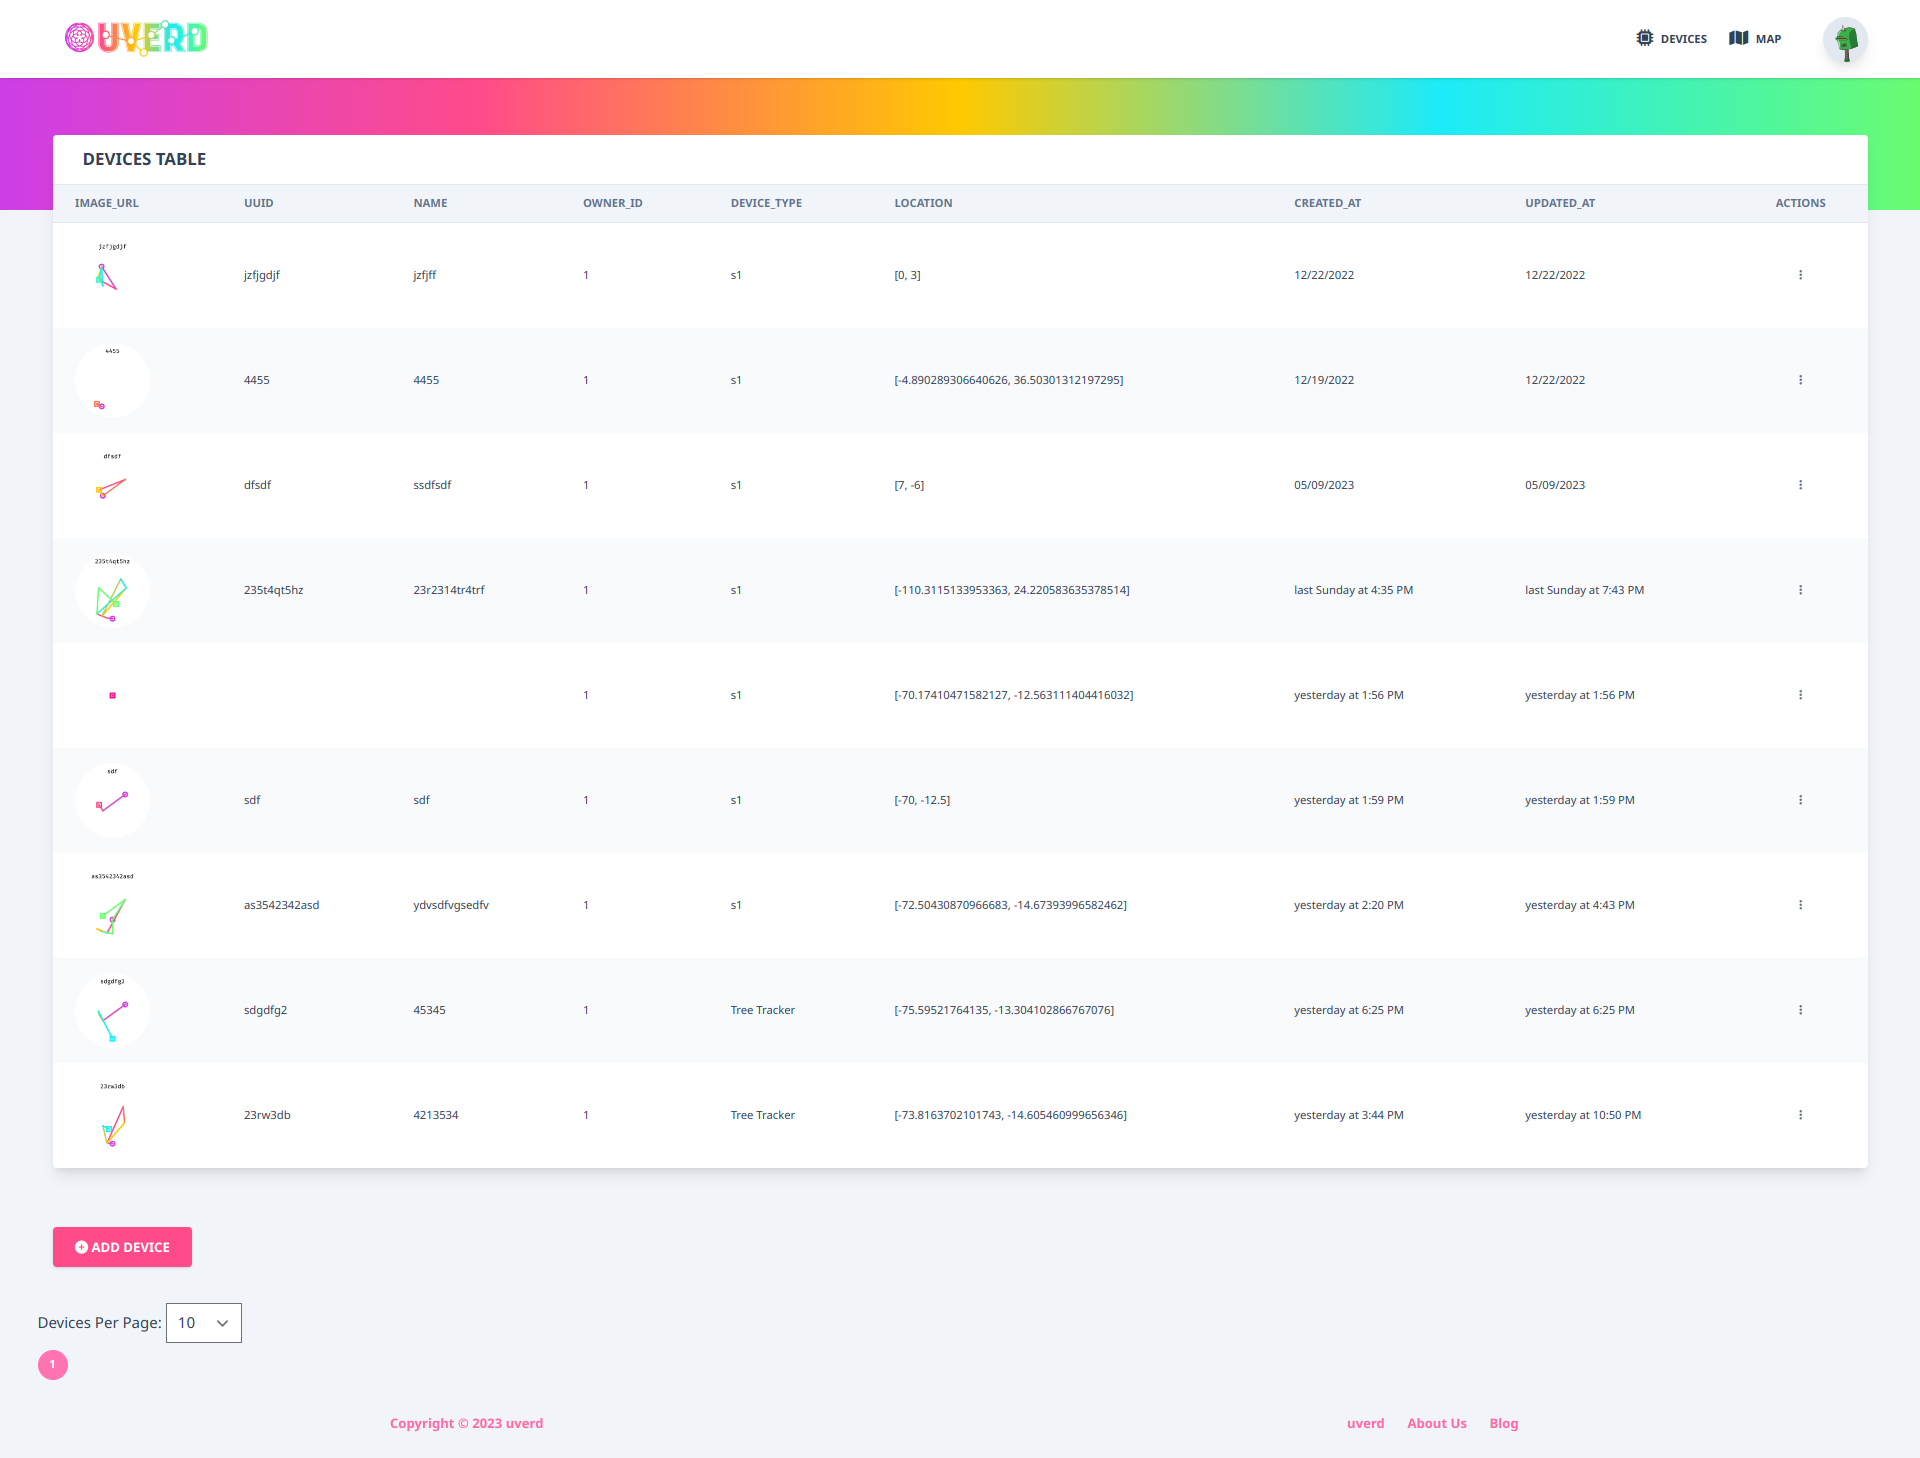 UVERD
DEVICES MAP
DEVICES TABLE
IMAGE_URL UUID NAME OWNER_ID DEVICE_TYPE LOCATION CREATED_AT UPDATED_AT ACTIONS
jzfjgdjf
jzfjgdjf jzfjff 1 s1 [0, 3] 12/22/2022 12/22/2022
4455
4455 4455 1 s1 [-4.890289306640626, 36.50301312197295] 12/19/2022 12/22/2022
dfsdf
dfsdf ssdfsdf 1 s1 [7, -6] 05/09/2023 05/09/2023
235t4qt5hz
235t4qt5hz 23r2314tr4trf 1 s1 [-110.3115133953363, 24.220583635378514] last Sunday at 4:35 PM last Sunday at 7:43 PM
1 s1 [-70.17410471582127, -12.563111404416032] yesterday at 1:56 PM yesterday at 1:56 PM
sdf
sdf sdf 1 s1 [-70, -12.5] yesterday at 1:59 PM yesterday at 1:59 PM
as3542342asd
as3542342asd ydvsdfvgsedfv 1 s1 [-72.50430870966683, -14.67393996582462] yesterday at 2:20 PM yesterday at 4:43 PM
sdgdfg2
sdgdfg2 45345 1 Tree Tracker [-75.59521764135, -13.304102866767076] yesterday at 6:25 PM yesterday at 6:25 PM
23rw3db
23rw3db 4213534 1 Tree Tracker [-73.8163702101743, -14.605460999656346] yesterday at 3:44 PM yesterday at 10:50 PM
ADD DEVICE
Devices Per Page: 10
1
Copyright © 2023 uverd uverd About Us Blog